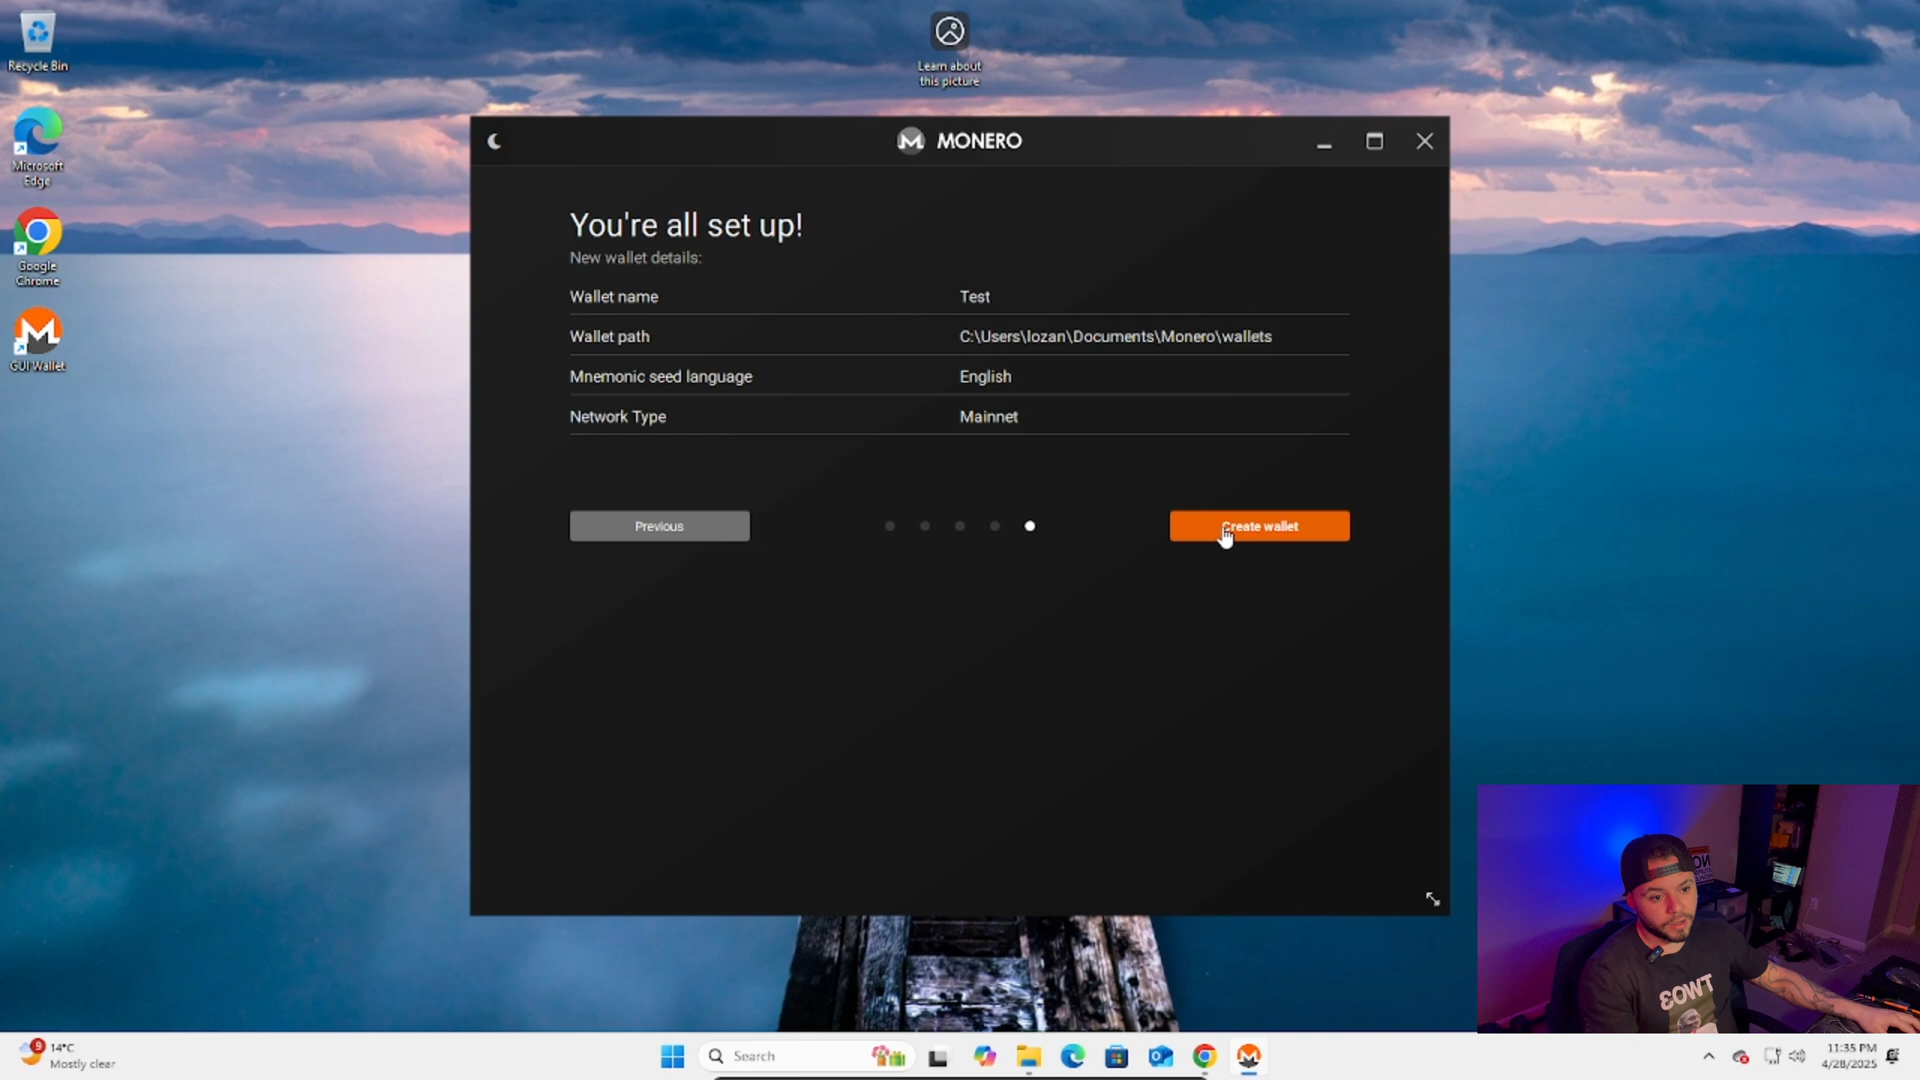 Recycle Bin
Learn about
this picture
Microsoft
Edge
Google
Chrome
GUI Wallet
MONERO
You're all set up!
New wallet details:
Wallet name Test
Wallet path C:\Users\lozan\Documents\Monero\wallets
Mnemonic seed language English
Network Type Mainnet
Previous
Create wallet
9
14°C
Mostly clear
Search
11:35 PM
4/28/2025